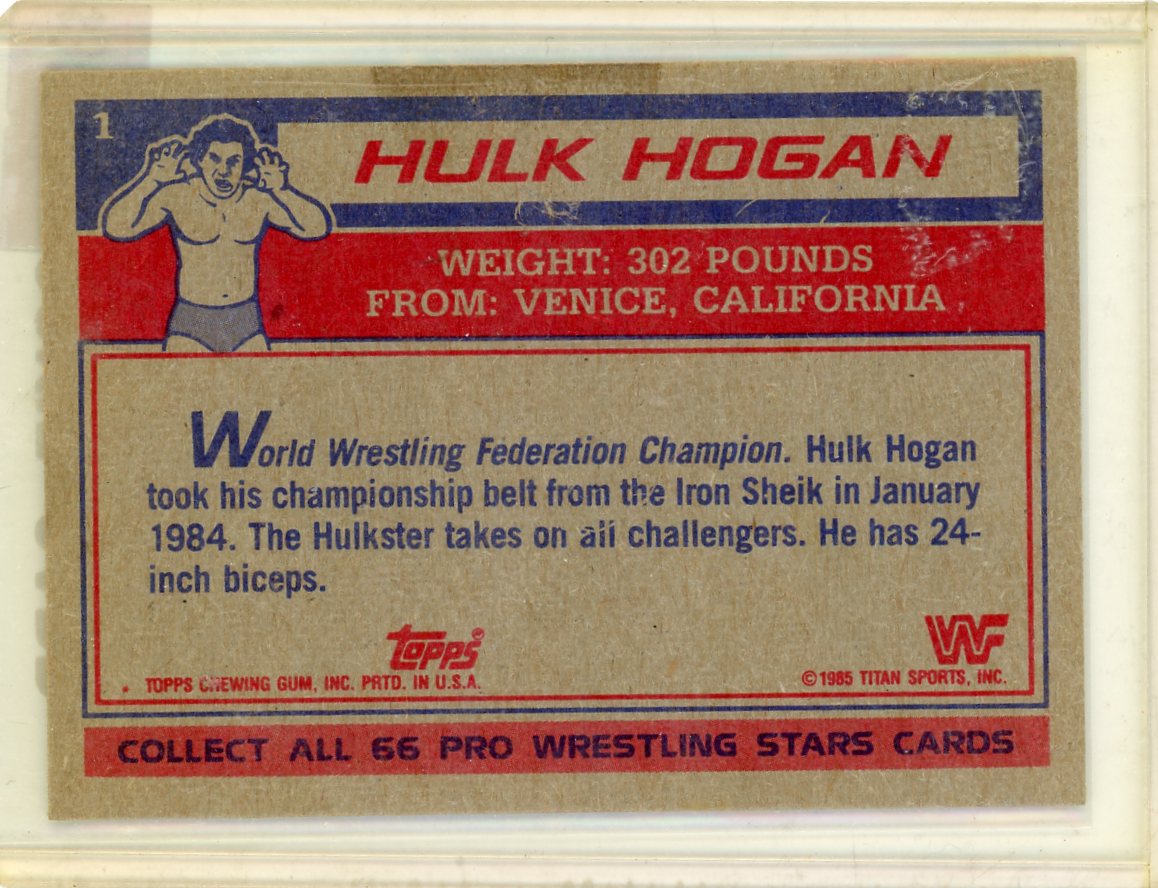 1
HULK HOGAN
WEIGHT: 302 POUNDS
FROM: VENICE, CALIFORNIA
World Wrestling Federation Champion. Hulk Hogan
took his championship belt from the Iron Sheik in January
1984. The Hulkster takes on all challengers. He has 24-
inch biceps.
topps®
WF
TOPPS CHEWING GUM, INC. PRTD. IN U.S.A.
©1985 TITAN SPORTS, INC.
COLLECT ALL 66 PRO WRESTLING STARS CARDS